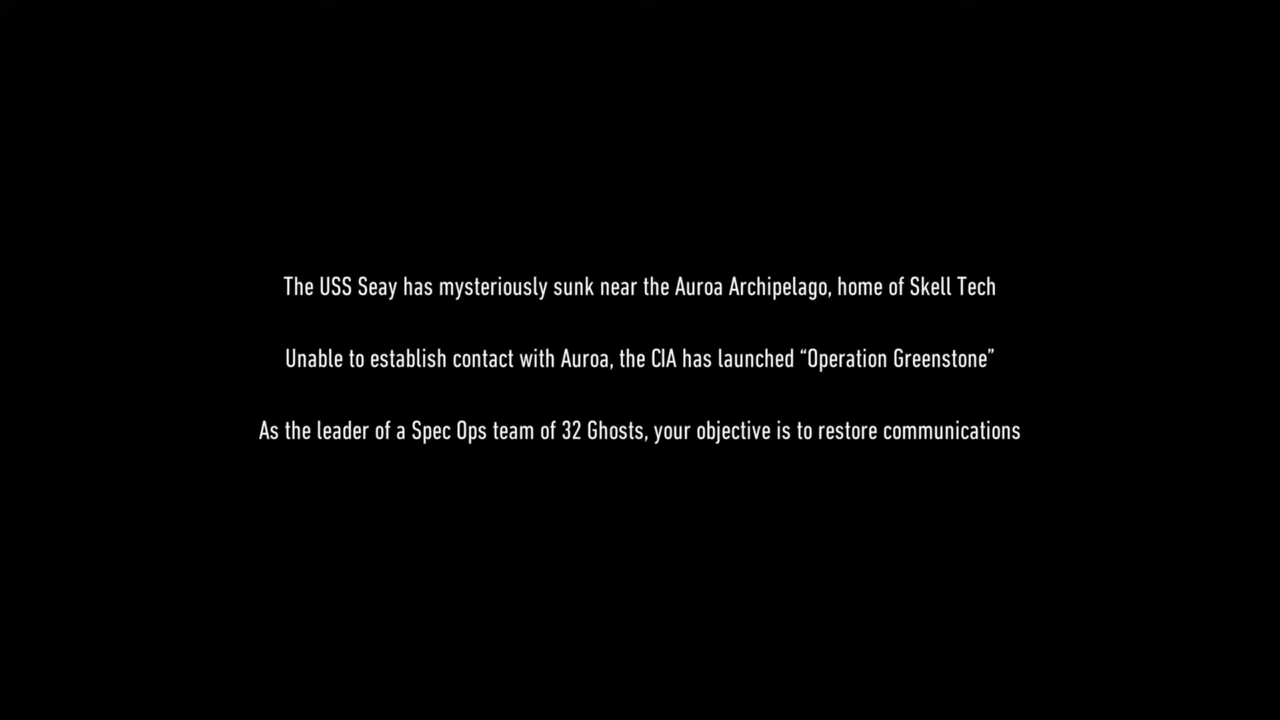 The USS Seay has mysteriously sunk near the Auroa Archipelago, home of Skell Tech
Unable to establish contact with Auroa, the CIA has launched “Operation Greenstone”
As the leader of a Spec Ops team of 32 Ghosts, your objective is to restore communications